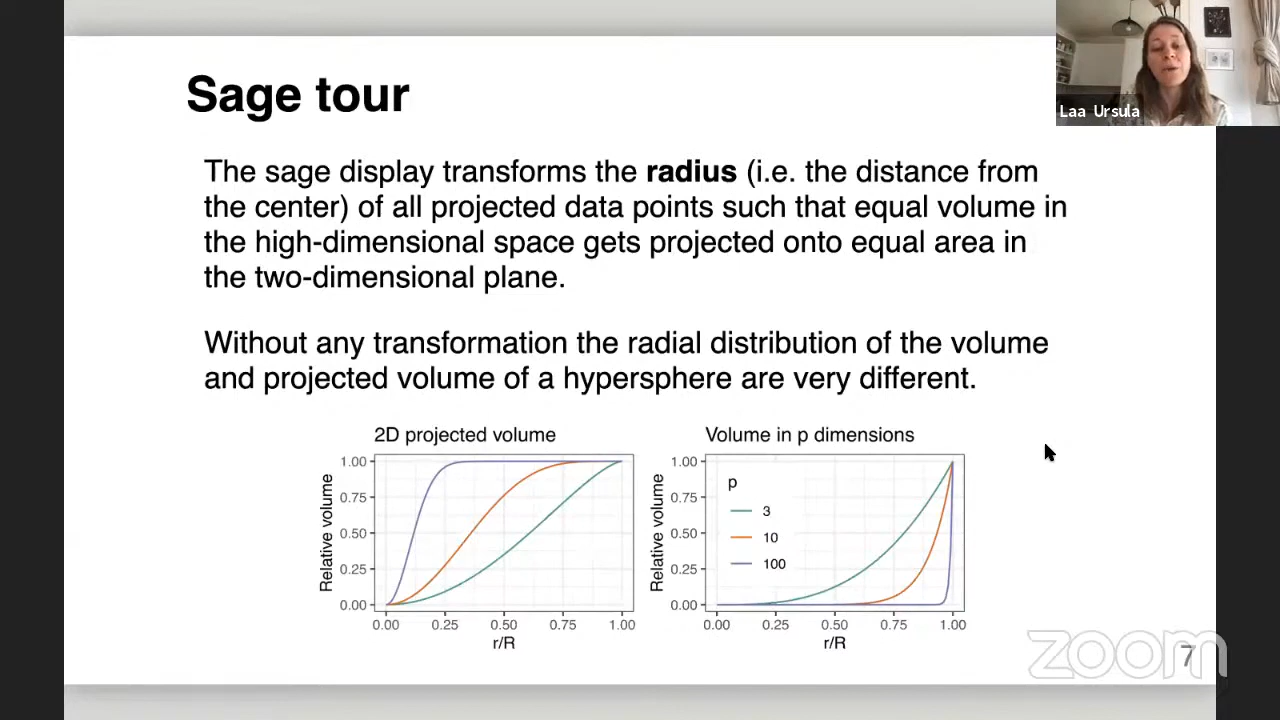 Sage tour
Laa Ursula
The sage display transforms the radius (i.e. the distance from
the center) of all projected data points such that equal volume in
the high-dimensional space gets projected onto equal area in
the two-dimensional plane.
Without any transformation the radial distribution of the volume
and projected volume of a hypersphere are very different.
2D projected volume
1.00
0.75
0.50
0.25
0.00
Relative volume
0.00 0.25 0.50 0.75 1.00
r/R
Volume in p dimensions
1.00
0.75
0.50
0.25
0.00
Relative volume
p
3
10
100
0.00 0.25 0.50 0.75 1.00
r/R
zoom
7